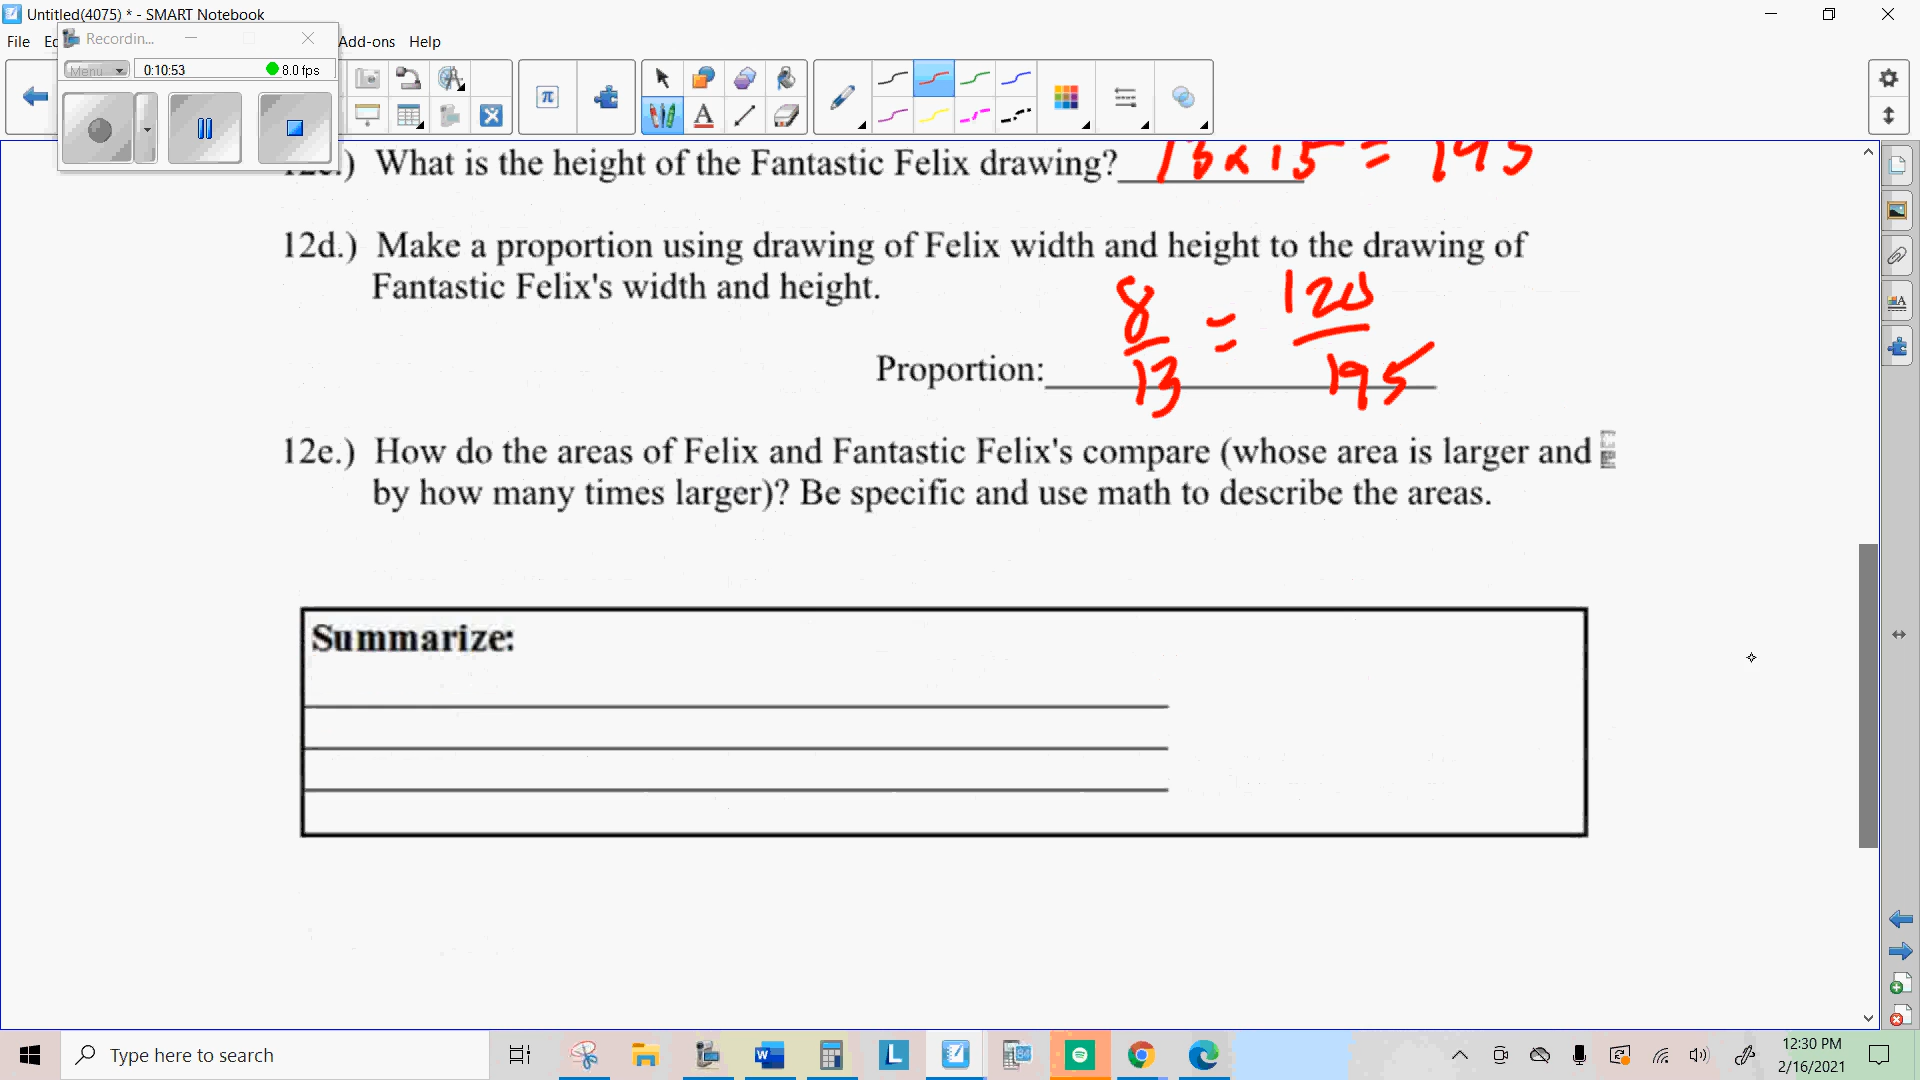 Untitled(4075) * - SMART Notebook
File Ec Recordin... Add-ons Help
Menu 0:10:53 8.0 fps
π
A
.) What is the height of the Fantastic Felix drawing? 13 x 15 = 195
12d.) Make a proportion using drawing of Felix width and height to the drawing of
Fantastic Felix's width and height.
8 = 120
Proportion: 13 195
12e.) How do the areas of Felix and Fantastic Felix's compare (whose area is larger and
by how many times larger)? Be specific and use math to describe the areas.
Summarize:
Type here to search
12:30 PM
2/16/2021